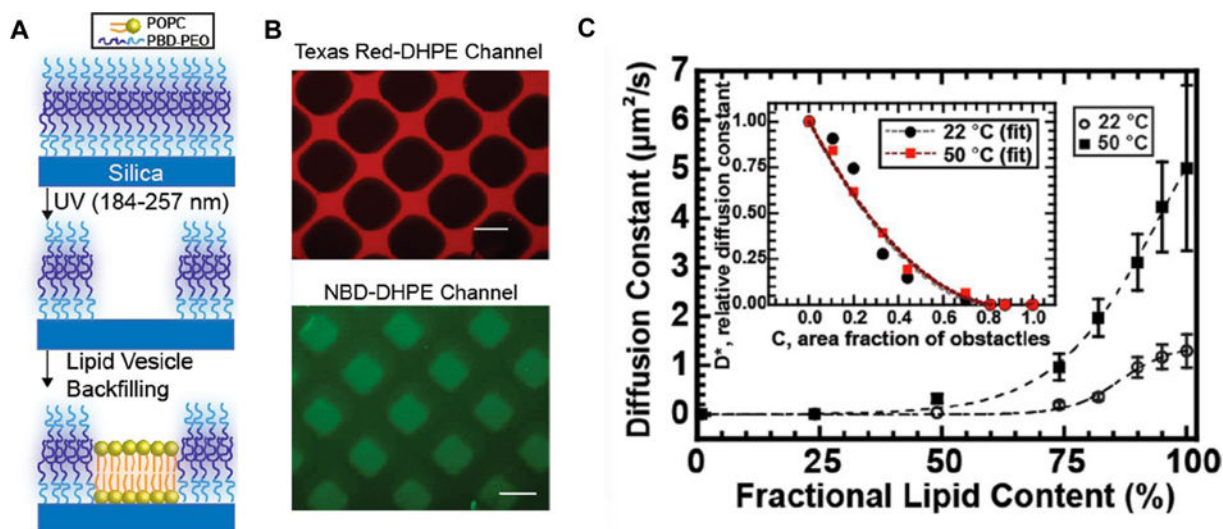 A
POPC
PBD-PEO
Silica
UV (184-257 nm)
Lipid Vesicle
Backfilling
B
Texas Red-DHPE Channel
NBD-DHPE Channel
C
Diffusion Constant (µm²/s)
7
6
5
4
3
2
1
0
0
25
50
75
100
Fractional Lipid Content (%)
22 °C
50 °C
D*, relative diffusion constant
1.00
0.75
0.50
0.25
0.00
0.0
0.2
0.4
0.6
0.8
1.0
C, area fraction of obstacles
22 °C (fit)
50 °C (fit)